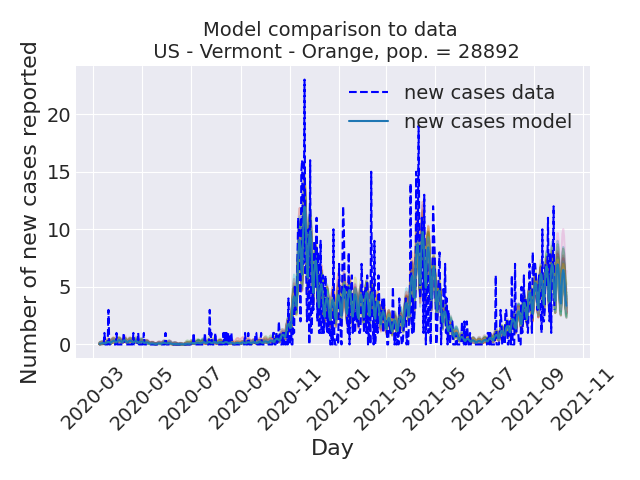 Model comparison to data
US - Vermont - Orange, pop. = 28892
Number of new cases reported
20
15
10
5
0
new cases data
new cases model
2020-03
2020-05
2020-07
2020-09
2020-11
2021-01
2021-03
2021-05
2021-07
2021-09
2021-11
Day